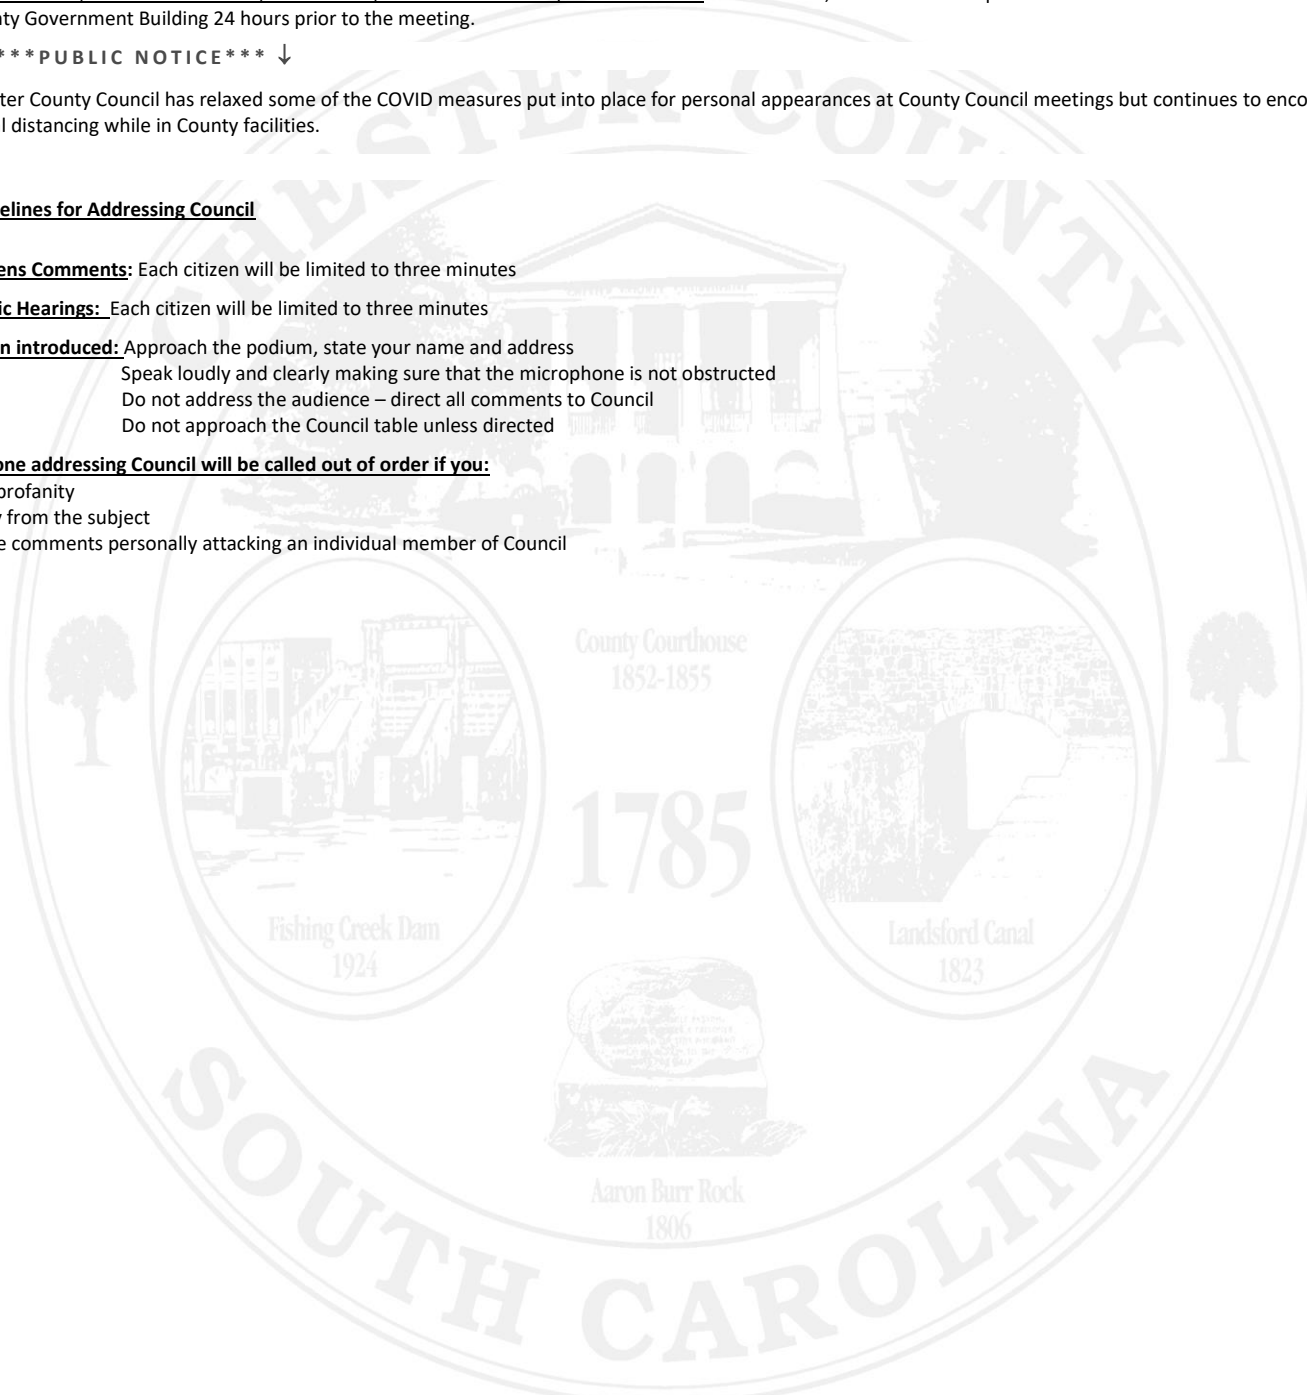 nty Government Building 24 hours prior to the meeting.
***PUBLIC NOTICE*** ↓
ter County Council has relaxed some of the COVID measures put into place for personal appearances at County Council meetings but continues to enco
l distancing while in County facilities.
elines for Addressing Council
ens Comments: Each citizen will be limited to three minutes
ic Hearings: Each citizen will be limited to three minutes
n introduced: Approach the podium, state your name and address
Speak loudly and clearly making sure that the microphone is not obstructed
Do not address the audience – direct all comments to Council
Do not approach the Council table unless directed
one addressing Council will be called out of order if you:
profanity
y from the subject
e comments personally attacking an individual member of Council
CHESTER COUNTY
County Courthouse
1852-1855
1785
Fishing Creek Dam
1924
Landsford Canal
1823
Aaron Burr Rock
1806
SOUTH CAROLINA